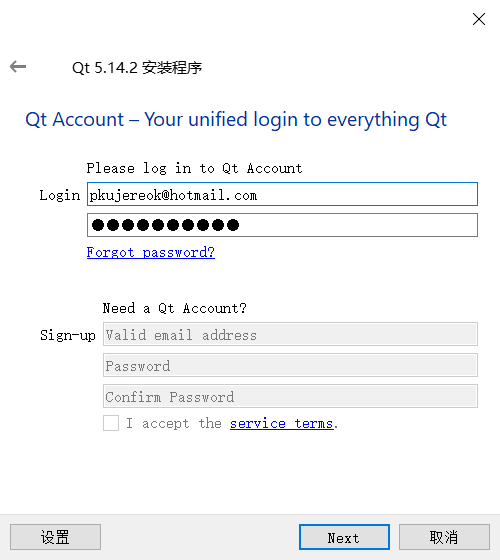 Qt 5.14.2 安装程序
Qt Account – Your unified login to everything Qt
Please log in to Qt Account
Login pkujereok@hotmail.com
●●●●●●●●●●
Forgot password?
Need a Qt Account?
Sign-up Valid email address
Password
Confirm Password
I accept the service terms.
设置 Next 取消